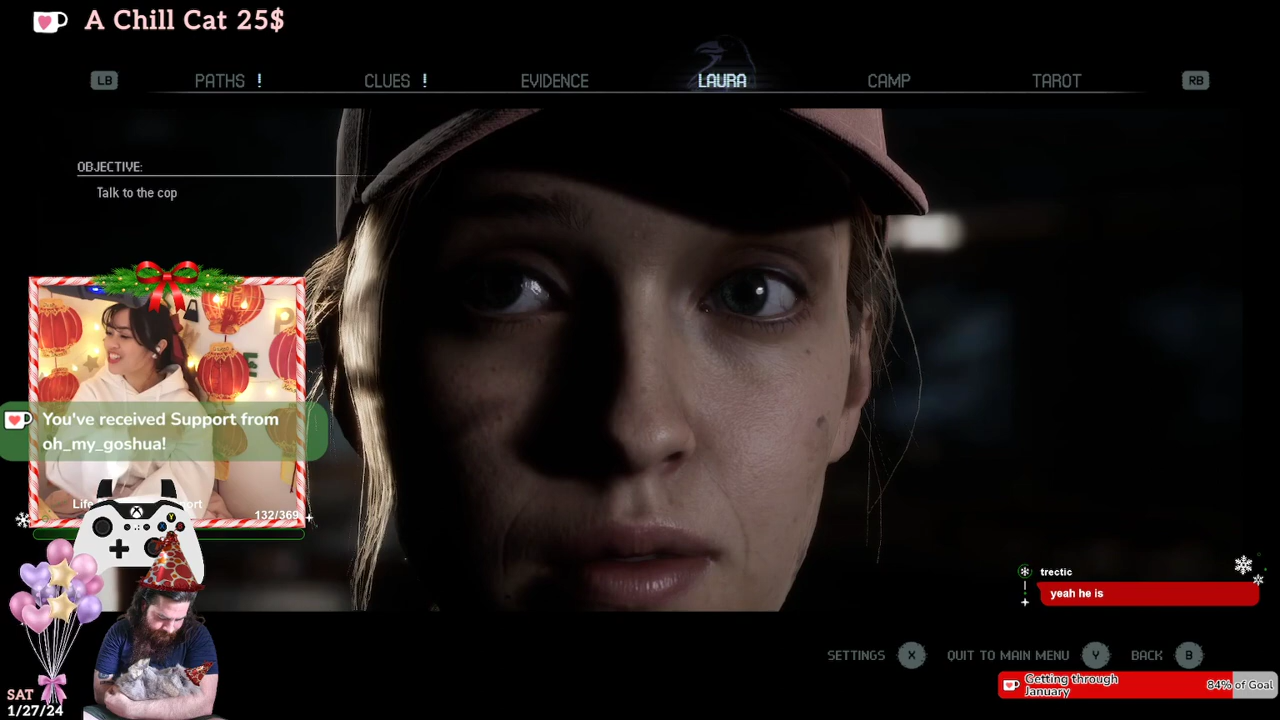 A Chill Cat 25$
LB
PATHS !
CLUES !
EVIDENCE
LAURA
CAMP
TAROT
RB
OBJECTIVE:
Talk to the cop
You've received Support from
oh_my_goshua!
132/369
trectic
yeah he is
SETTINGS X
QUIT TO MAIN MENU Y
BACK B
Getting through
January
84% of Goal
SAT
1/27/24